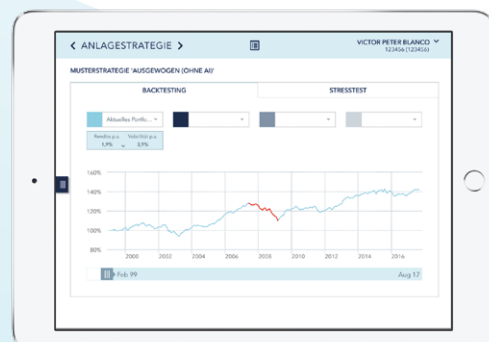 < ANLAGESTRATEGIE >
VICTOR PETER BLANCO
123456 (123456)
MUSTERSTRATEGIE 'AUSGEWOGEN (OHNE AI)'
BACKTESTING STRESSTEST
Aktuelles Portfo...
Rendite p.a. Volatilität p.a.
1,9% 3,9%
160%
140%
120%
100%
80%
2000 2002 2004 2006 2008 2010 2012 2014 2016
Feb 99 Aug 17